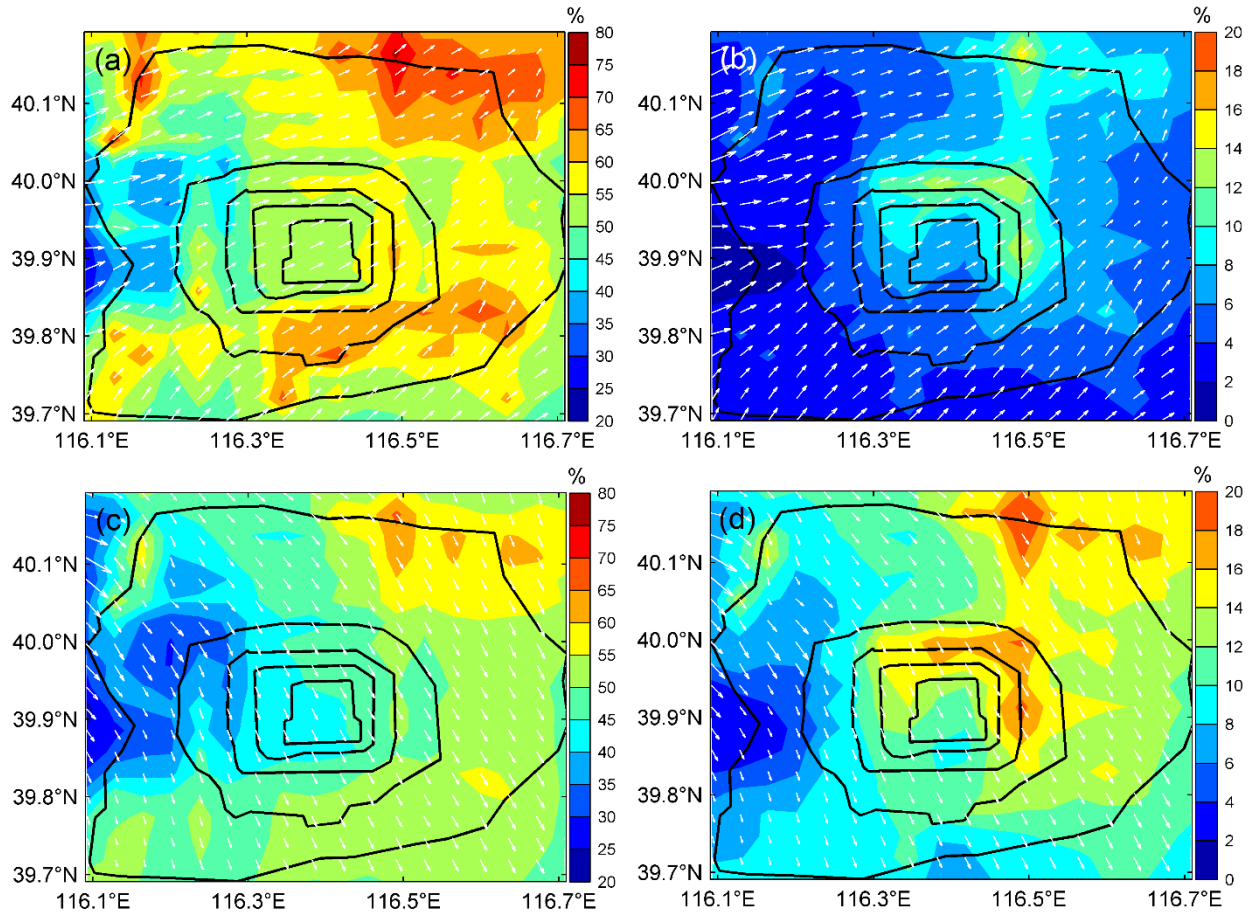 %
%
(a)
80
75
70
65
60
55
50
45
40
35
30
25
20
40.1°N
40.0°N
39.9°N
39.8°N
39.7°N
116.1°E
116.3°E
116.5°E
116.7°E
(b)
20
18
16
14
12
10
8
6
4
2
0
40.1°N
40.0°N
39.9°N
39.8°N
39.7°N
116.1°E
116.3°E
116.5°E
116.7°E
%
%
(c)
80
75
70
65
60
55
50
45
40
35
30
25
20
40.1°N
40.0°N
39.9°N
39.8°N
39.7°N
116.1°E
116.3°E
116.5°E
116.7°E
(d)
20
18
16
14
12
10
8
6
4
2
0
40.1°N
40.0°N
39.9°N
39.8°N
39.7°N
116.1°E
116.3°E
116.5°E
116.7°E